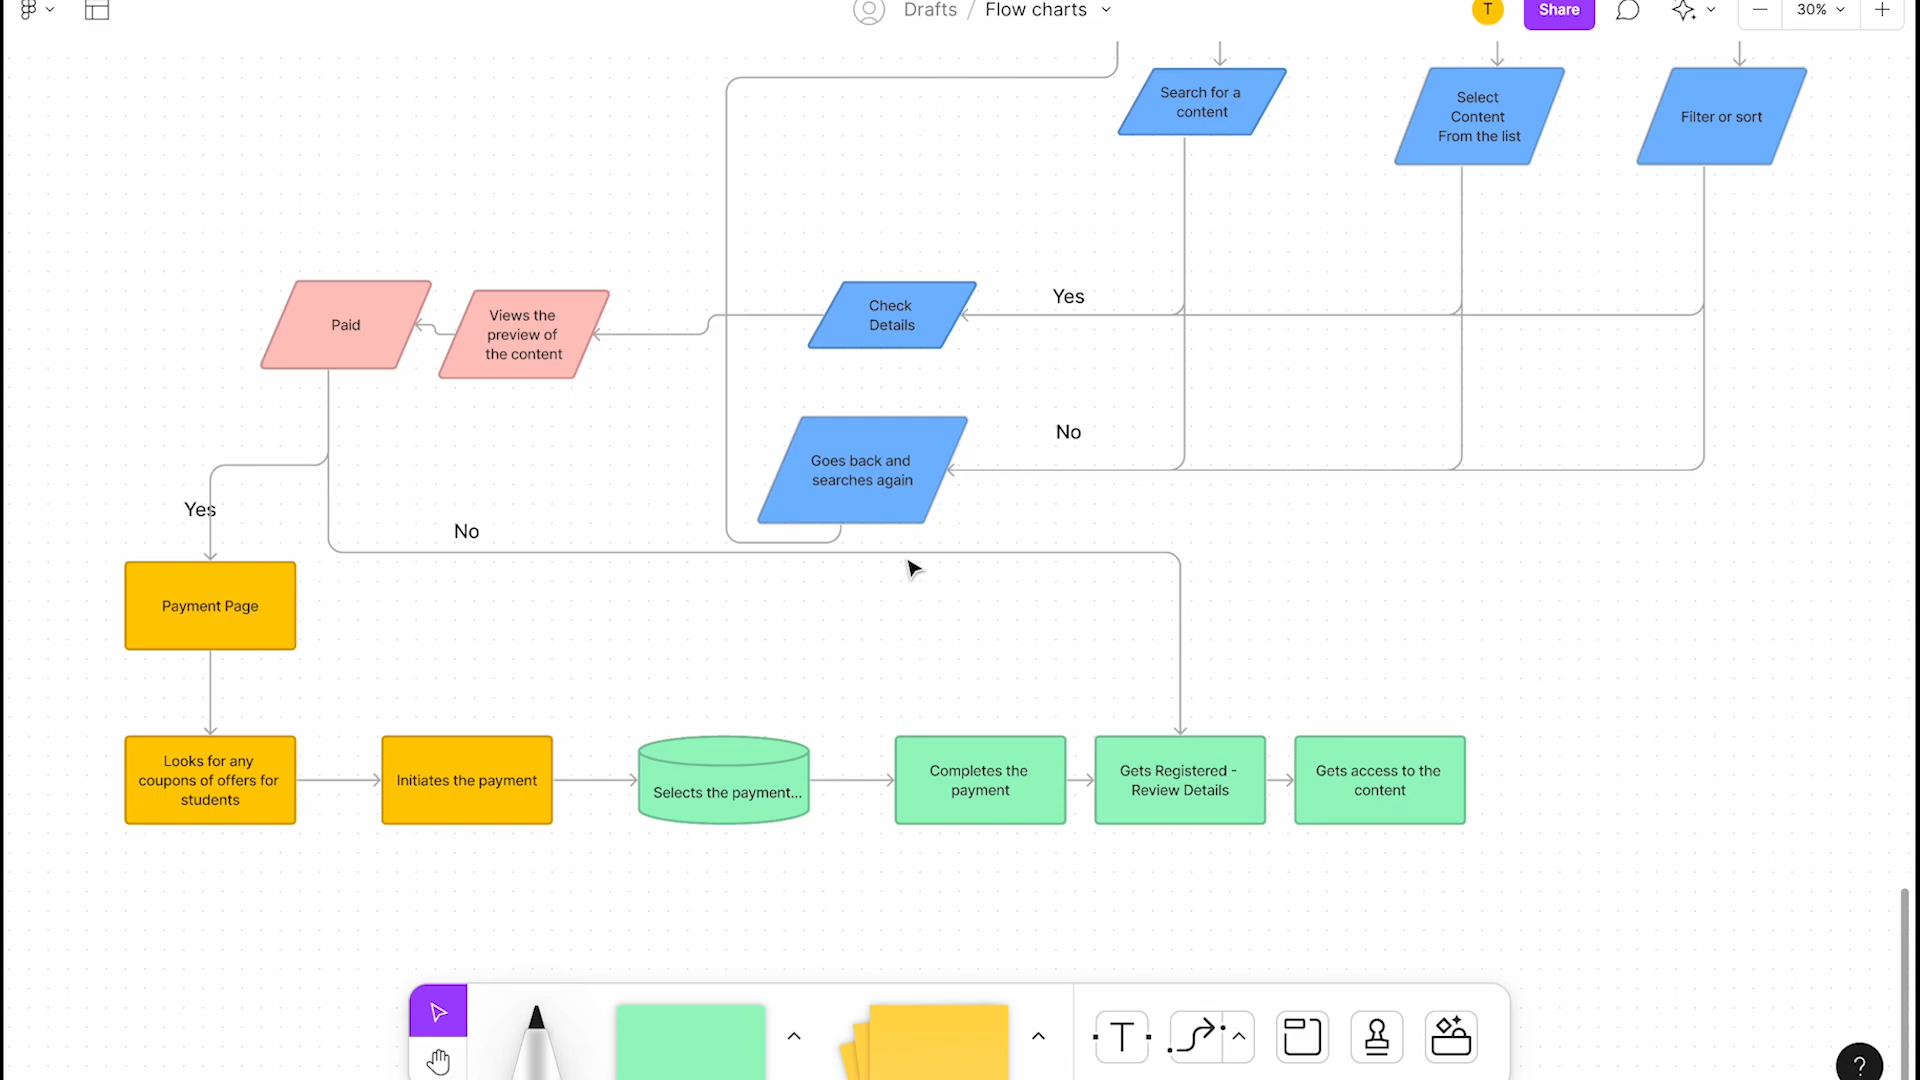 Drafts / Flow charts
T
Share
30%
Search for a
content
Select
Content
From the list
Filter or sort
Paid
Views the
preview of
the content
Check
Details
Yes
Goes back and
searches again
No
Yes
No
Payment Page
Looks for any
coupons of offers for
students
Initiates the payment
Selects the payment...
Completes the
payment
Gets Registered -
Review Details
Gets access to the
content
T
?